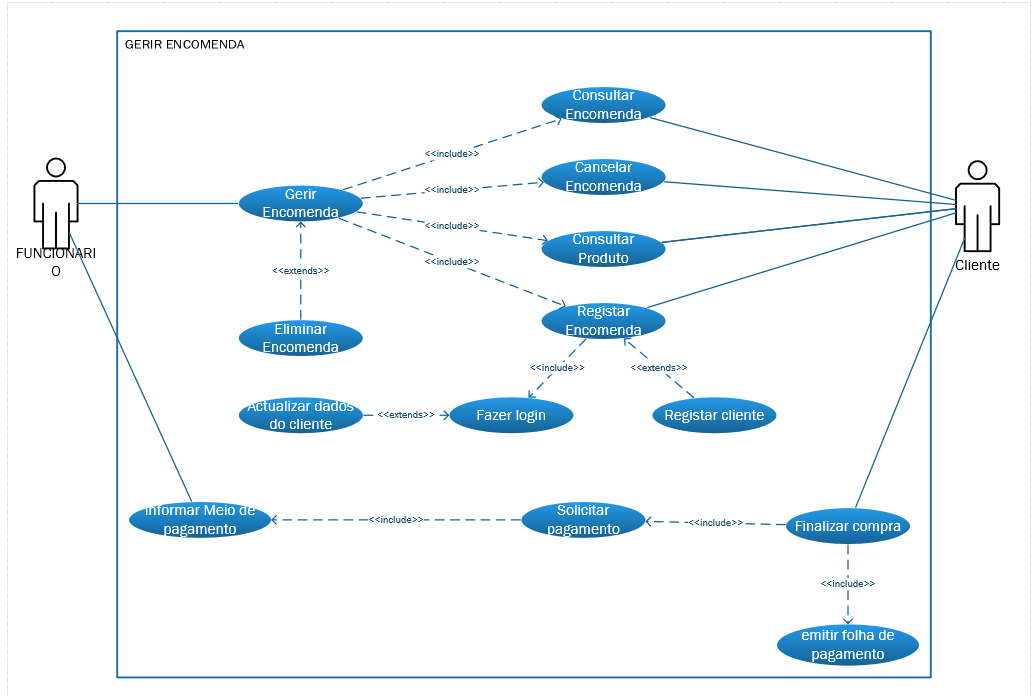 GERIR ENCOMENDA
Consultar
Encomenda
<<include>>
Cancelar
Encomenda
<<include>>
Gerir
Encomenda
<<include>>
Consultar
Produto
FUNCIONARI
O
Cliente
<<include>>
<<extends>>
Registar
Encomenda
Eliminar
Encomenda
<<include>>
<<extends>>
Actualizar dados
do cliente
<<extends>>
Fazer login
Registar cliente
Informar Meio de
pagamento
<<include>>
Solicitar
pagamento
<<include>>
Finalizar compra
<<include>>
emitir folha de
pagamento